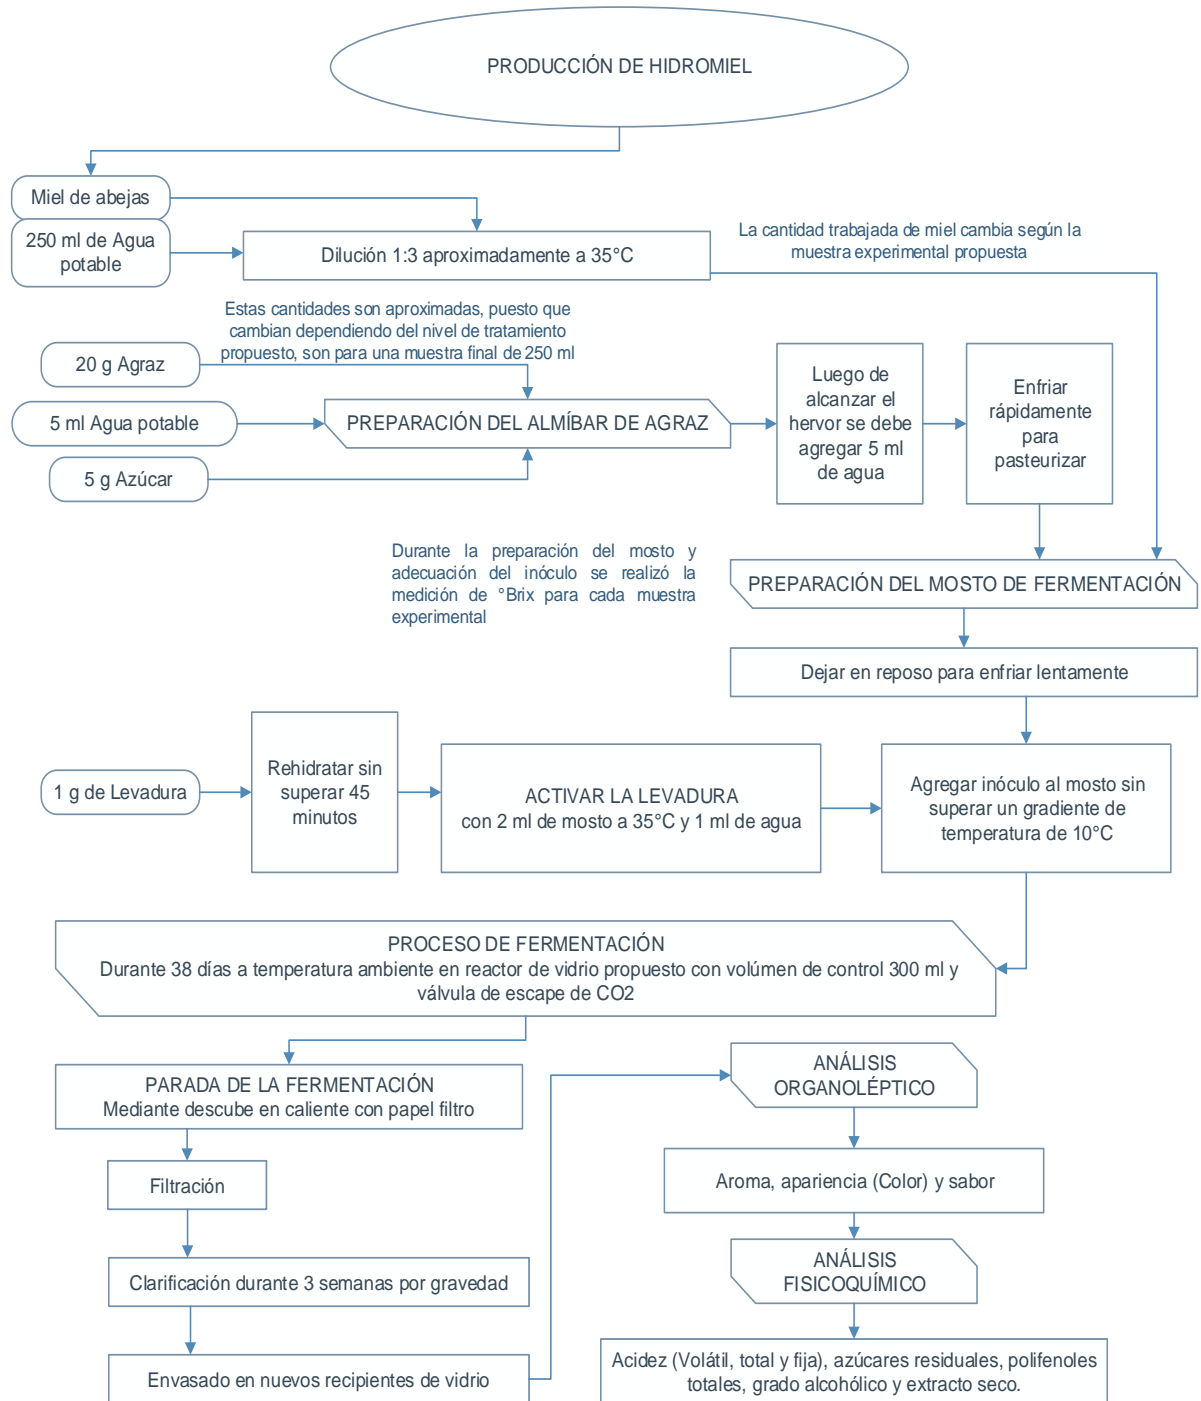 PRODUCCIÓN DE HIDROMIEL
Miel de abejas
250 ml de Agua
potable
Dilución 1:3 aproximadamente a 35°C
La cantidad trabajada de miel cambia según la
muestra experimental propuesta
Estas cantidades son aproximadas, puesto que
cambian dependiendo del nivel de tratamiento
propuesto, son para una muestra final de 250 ml
20 g Agraz
5 ml Agua potable
5 g Azúcar
PREPARACIÓN DEL ALMÍBAR DE AGRAZ
Luego de
alcanzar el
hervor se debe
agregar 5 ml
de agua
Enfriar
rápidamente
para
pasteurizar
Durante la preparación del mosto y
adecuación del inóculo se realizó la
medición de °Brix para cada muestra
experimental
PREPARACIÓN DEL MOSTO DE FERMENTACIÓN
Dejar en reposo para enfriar lentamente
1 g de Levadura
Rehidratar sin
superar 45
minutos
ACTIVAR LA LEVADURA
con 2 ml de mosto a 35°C y 1 ml de agua
Agregar inóculo al mosto sin
superar un gradiente de
temperatura de 10°C
PROCESO DE FERMENTACIÓN
Durante 38 días a temperatura ambiente en reactor de vidrio propuesto con volúmen de control 300 ml y
válvula de escape de CO2
PARADA DE LA FERMENTACIÓN
Mediante descube en caliente con papel filtro
Filtración
Clarificación durante 3 semanas por gravedad
Envasado en nuevos recipientes de vidrio
ANÁLISIS
ORGANOLÉPTICO
Aroma, apariencia (Color) y sabor
ANÁLISIS
FISICOQUÍMICO
Acidez (Volátil, total y fija), azúcares residuales, polifenoles
totales, grado alcohólico y extracto seco.